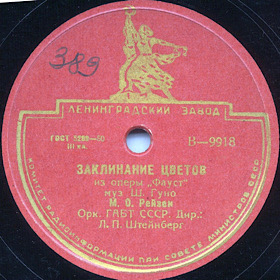 389
ЛЕНИНГРАДСКИЙ ЗАВОД
ГОСТ 5289—50
III кл.
В—9918
ЗАКЛИНАНИЕ ЦВЕТОВ
из оперы „Фауст"
муз. Ш. Гуно
М. О. Рейзен
Орк. ГАБТ СССР. Дир.:
Л. П. Штейнберг
КОМИТЕТ РАДИОИНФОРМАЦИИ ПРИ СОВЕТЕ МИНИСТРОВ СССР